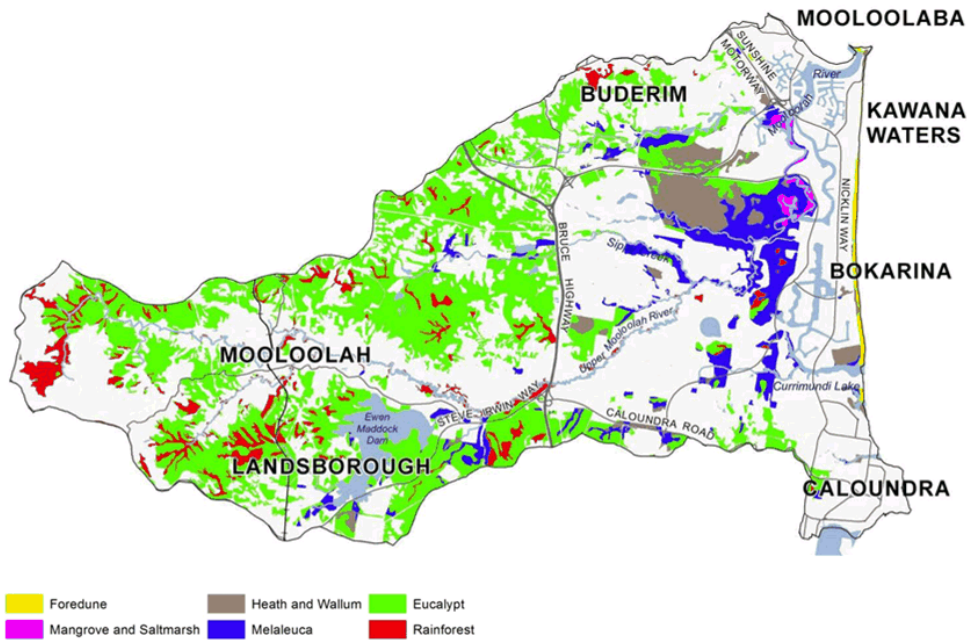 MOOLOOLABA
SUNSHINE
MOTORWAY
River
BUDERIM
Mooloolah
KAWANA
WATERS
NICKLIN WAY
BRUCE
HIGHWAY
BOKARINA
Upper Mooloolah River
MOOLOOLAH
Currimundi Lake
STEVE IRWIN WAY
Ewen
Maddock
Dam
CALOUNDRA ROAD
LANDSBOROUGH
CALOUNDRA
Foredune
Heath and Wallum
Eucalypt
Mangrove and Saltmarsh
Melaleuca
Rainforest